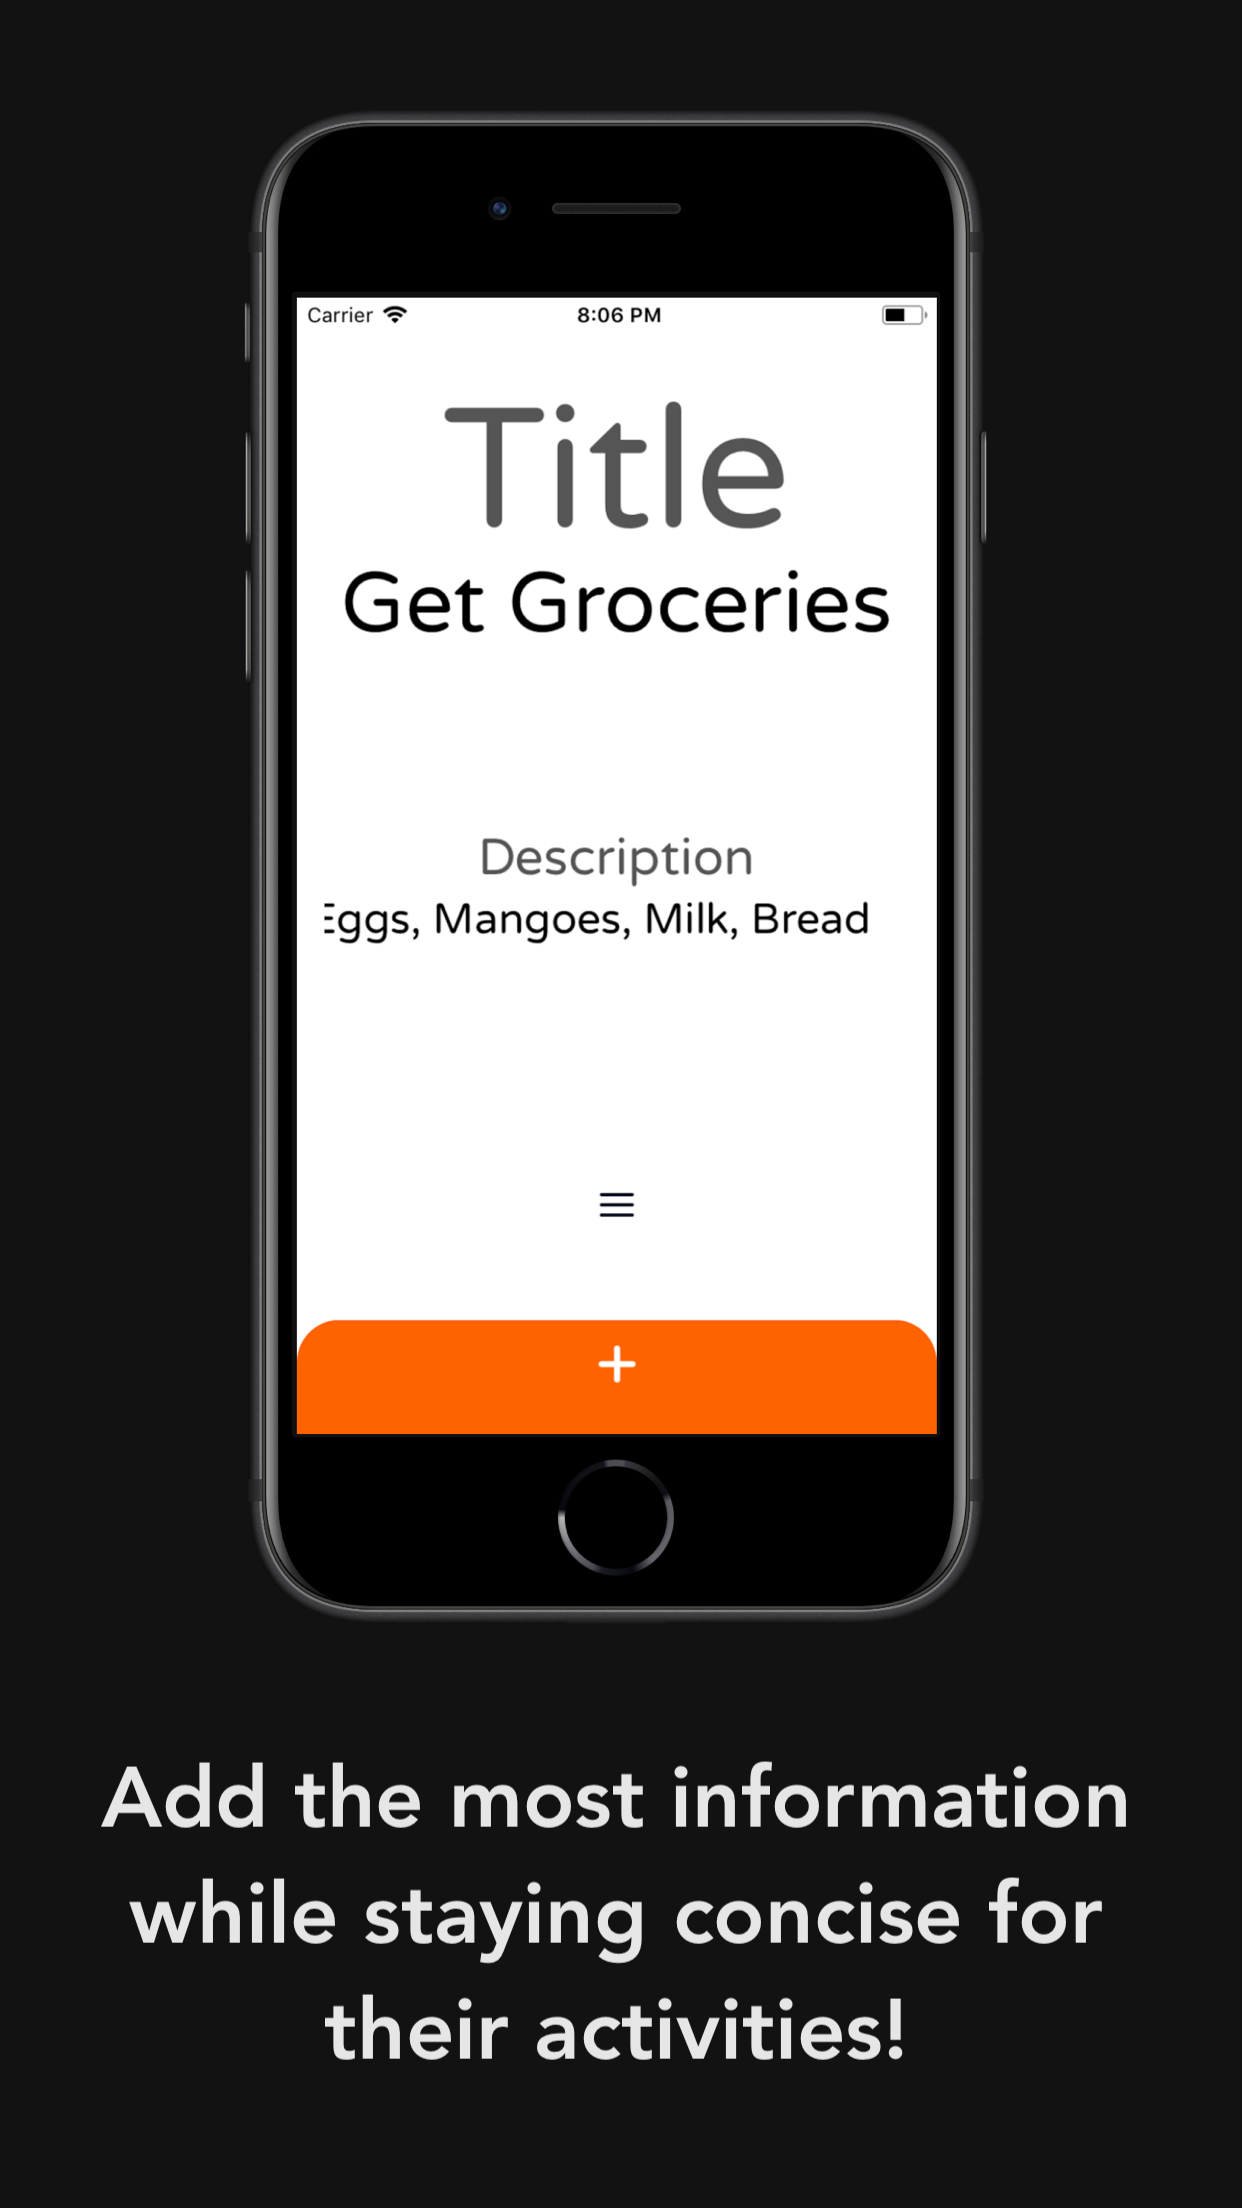 Carrier
8:06 PM
Title
Get Groceries
Description
Eggs, Mangoes, Milk, Bread
Add the most information
while staying concise for
their activities!